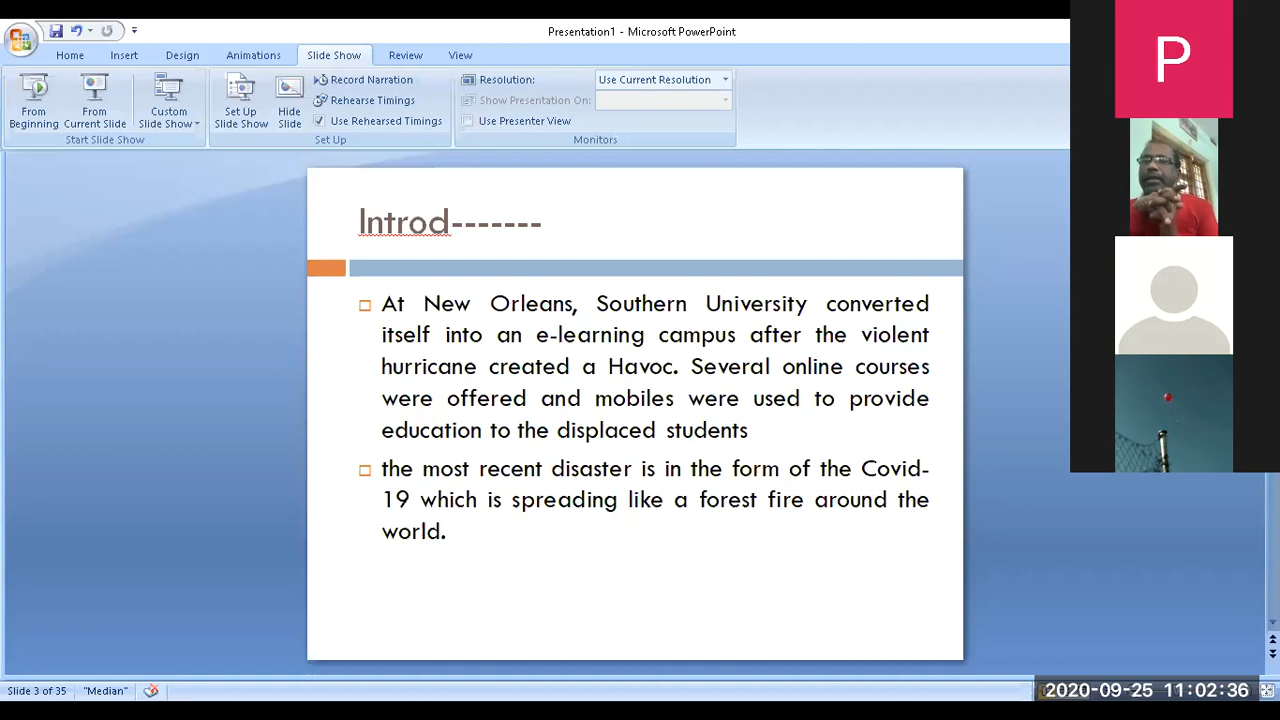 Presentation1 - Microsoft PowerPoint
Home Insert Design Animations Slide Show Review View
From Beginning
From Current Slide
Custom Slide Show
Start Slide Show
Set Up Slide Show
Hide Slide
Record Narration
Rehearse Timings
Use Rehearsed Timings
Set Up
Resolution: Use Current Resolution
Show Presentation On:
Use Presenter View
Monitors
P
Introd-------
At New Orleans, Southern University converted
itself into an e-learning campus after the violent
hurricane created a Havoc. Several online courses
were offered and mobiles were used to provide
education to the displaced students
the most recent disaster is in the form of the Covid-
19 which is spreading like a forest fire around the
world.
Slide 3 of 35 "Median"
2020-09-25 11:02:36